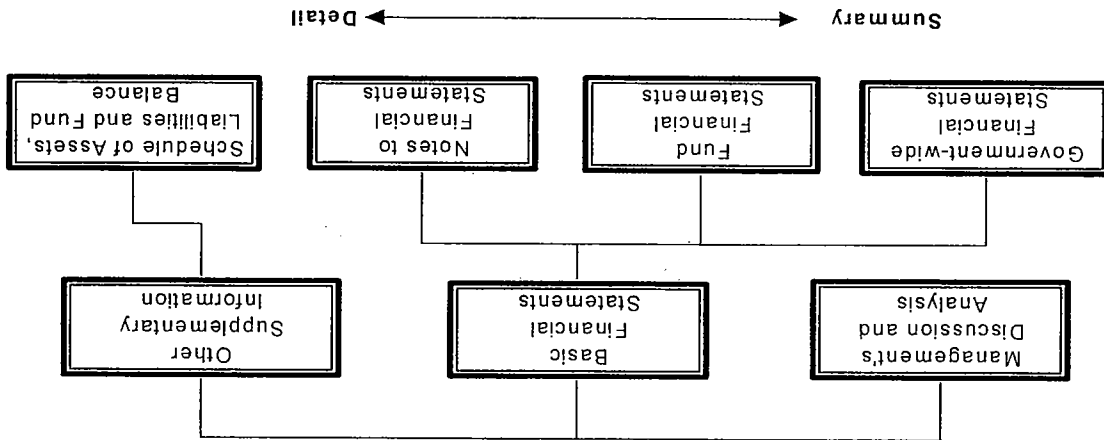 Management's
Discussion and
Analysis
Basic
Financial
Statements
Other
Supplementary
Information
Government-wide
Financial
Statements
Fund
Financial
Statements
Notes to
Financial
Statements
Schedule of Assets,
Liabilities and Fund
Balance
Summary
Detail